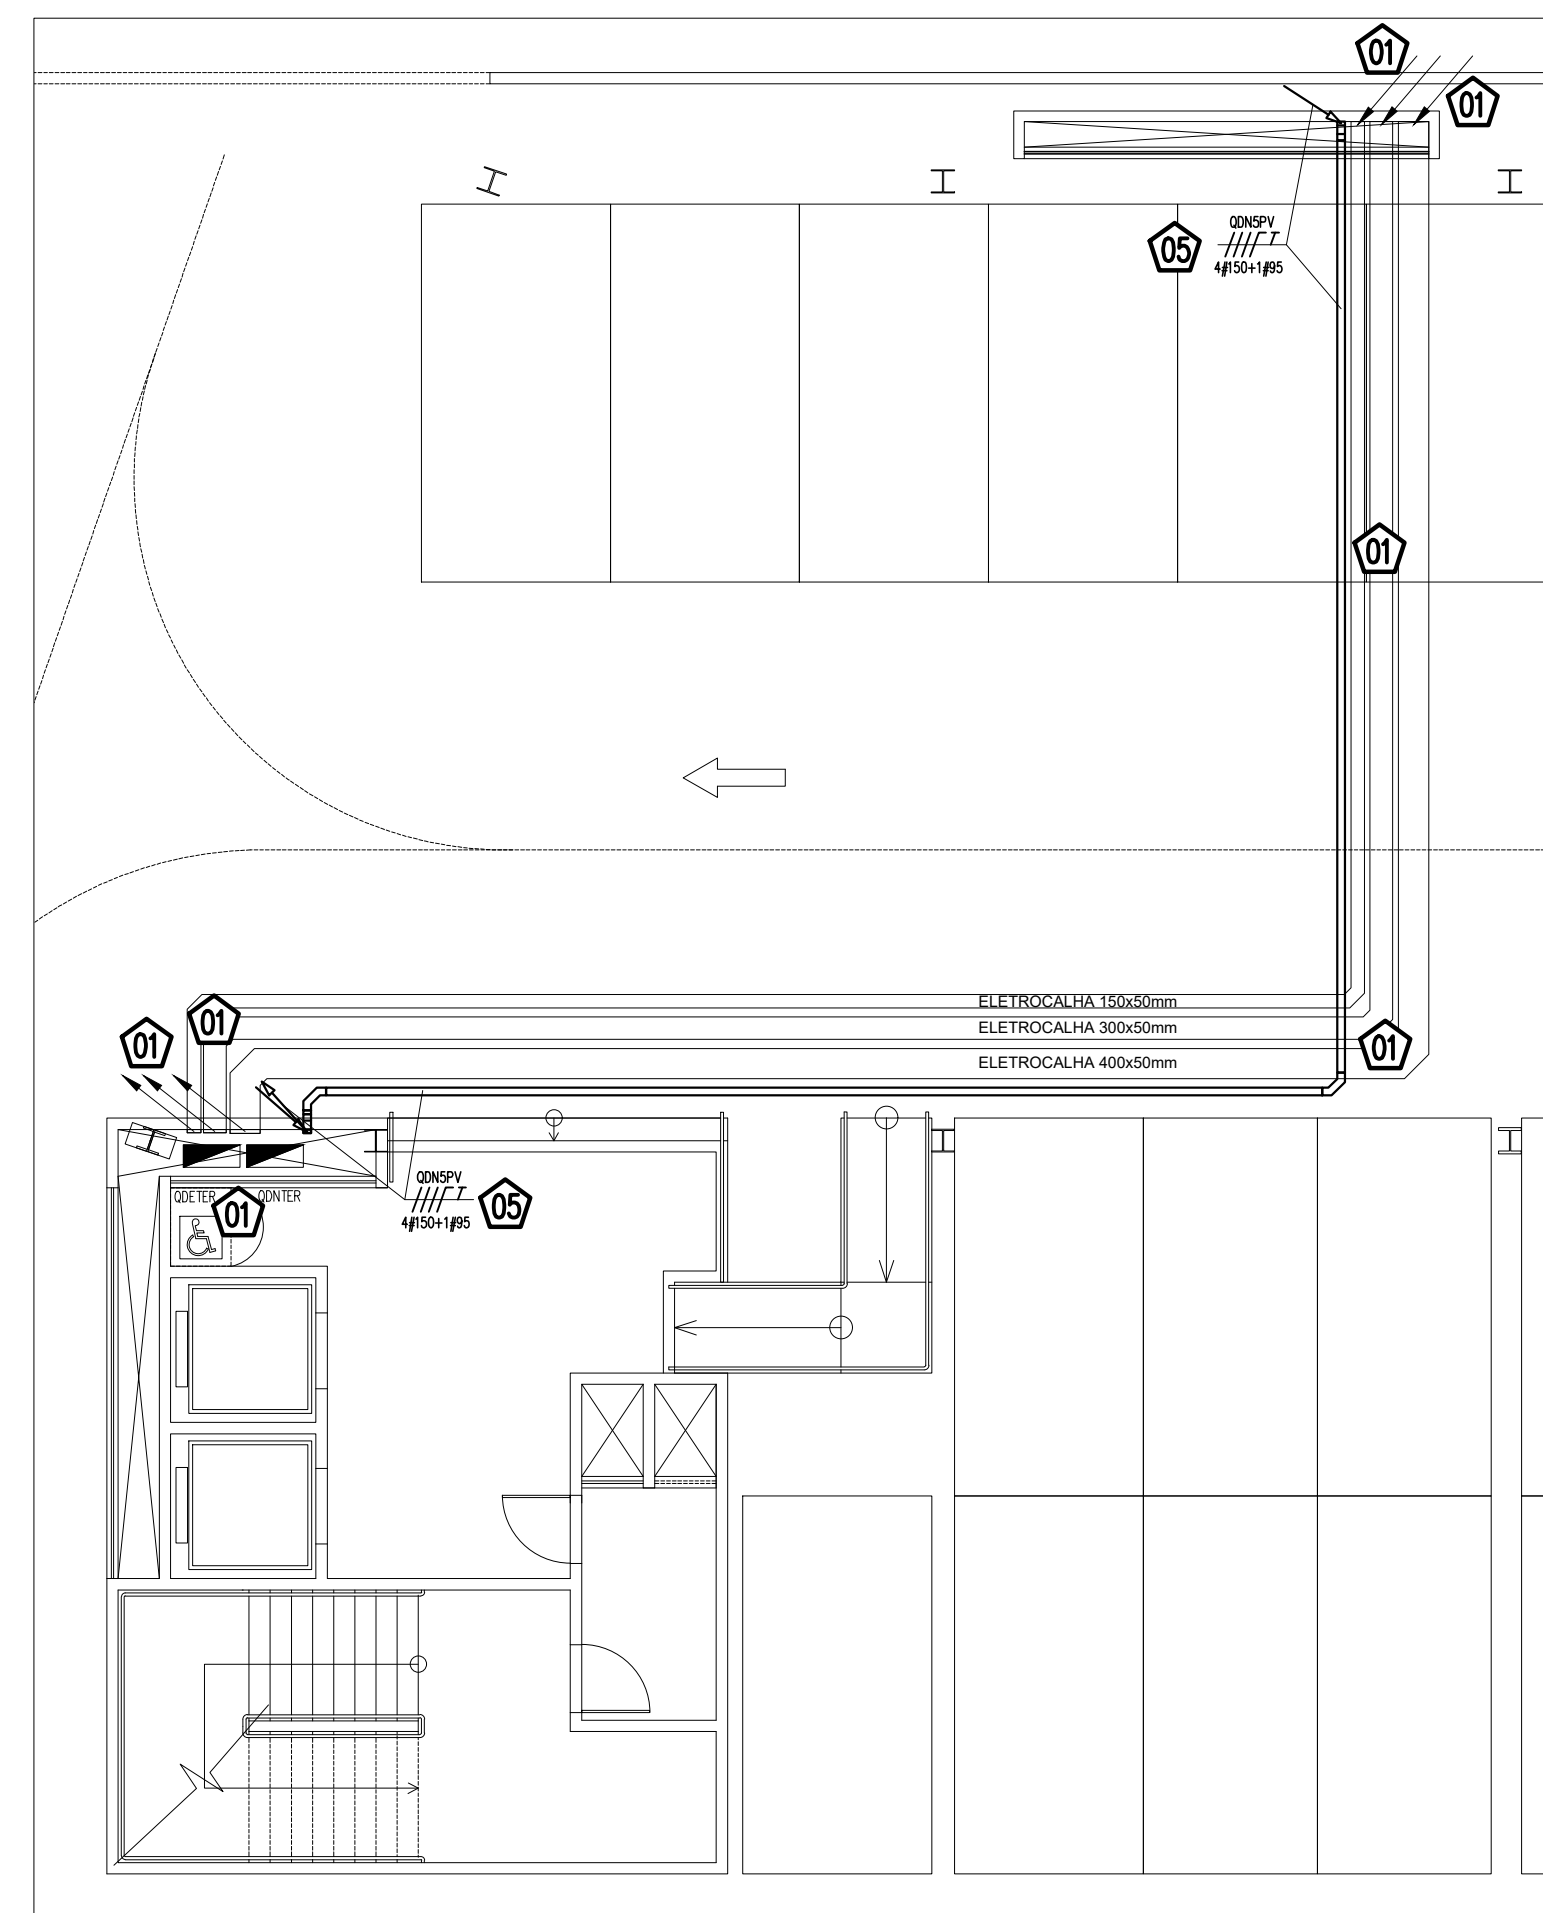 01
01
QDN5PV
05
T
4#150+1#95
01
ELETROCALHA 150x50mm
01
ELETROCALHA 300x50mm
01
01
ELETROCALHA 400x50mm
QDN5PV
T
05
4#150+1#95
QDETER
QDNTER
01